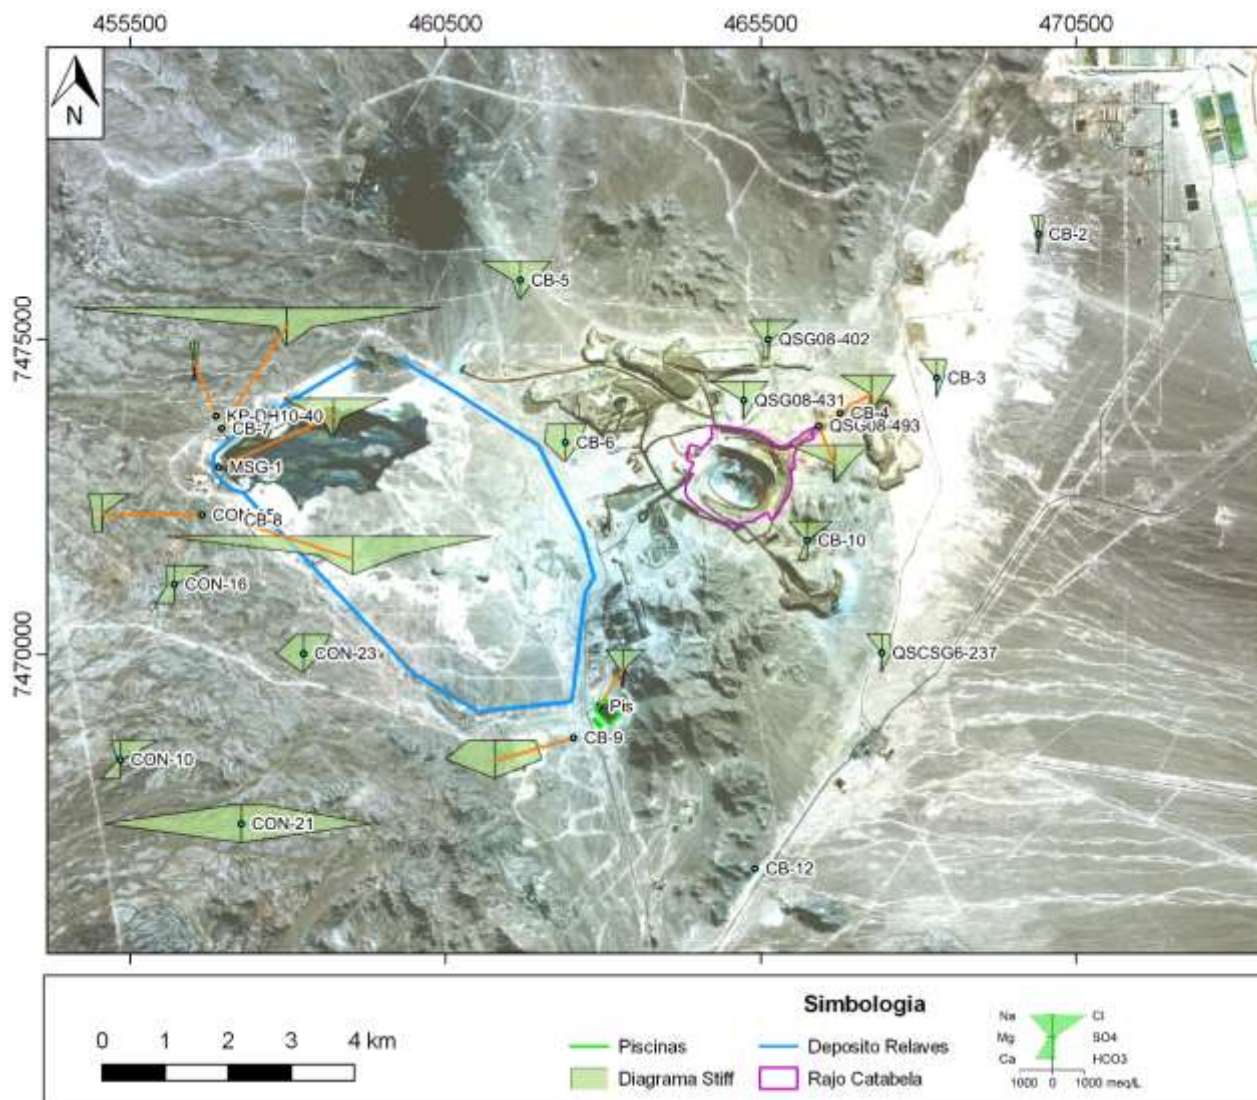 455500 460500 465500 470500
N
CB-2
CB-5
7475000
QSG08-402
CB-3
QSG08-431
CB-4
KP-DH10-40
CB-7
QSG08-493
CB-6
MSG-1
CB-8
CB-10
CON-16
7470000
CON-23
QSCSG6-237
Pis
CB-9
CON-10
CON-21
CB-12
Simbologia
0 1 2 3 4 km
Piscinas
Deposito Relaves
Diagrama Stiff
Rajo Catabela
Na Cl
Mg SO4
Ca HCO3
1000 0 1000 meq/L